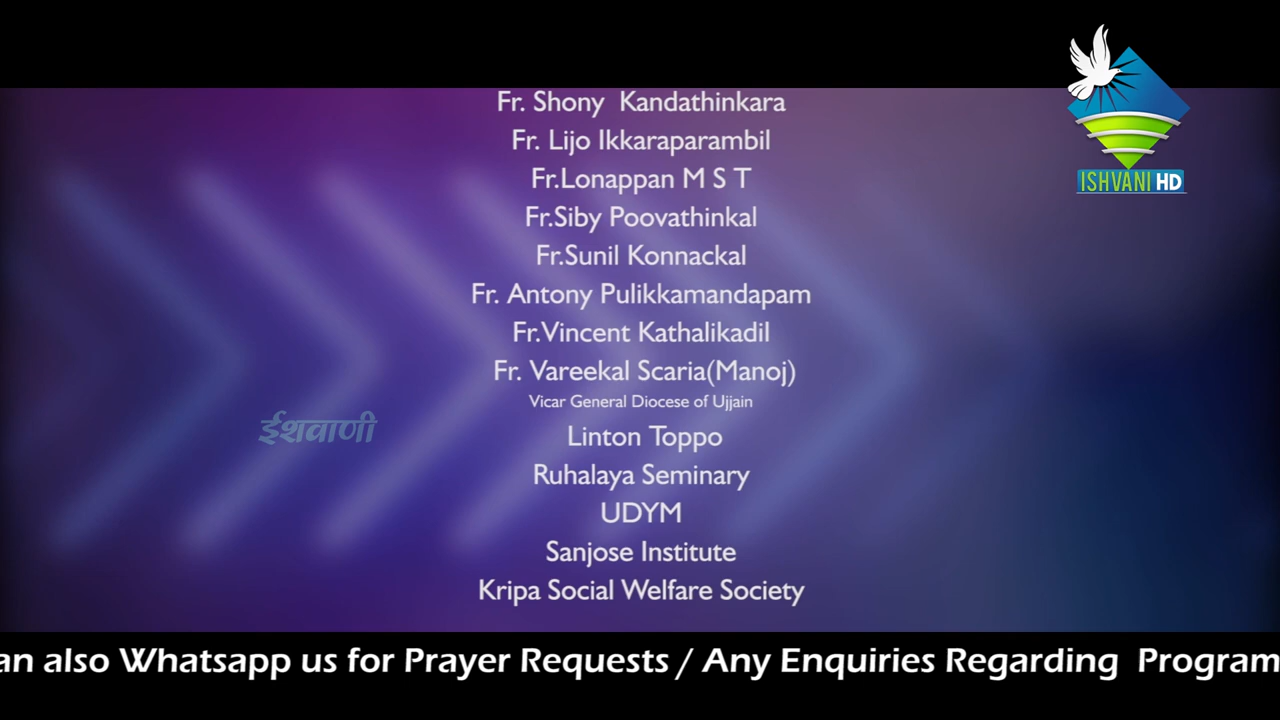 Fr. Shony Kandathinkara
Fr. Lijo Ikkaraparambil
Fr.Lonappan M S T
Fr.Siby Poovathinkal
Fr.Sunil Konnackal
Fr. Antony Pulikkamandapam
Fr.Vincent Kathalikadil
Fr. Vareekal Scaria(Manoj)
Vicar General Diocese of Ujjain
Linton Toppo
Ruhalaya Seminary
UDYM
Sanjose Institute
Kripa Social Welfare Society
ISHVANI HD
ईशवाणी
an also Whatsapp us for Prayer Requests / Any Enquiries Regarding Program